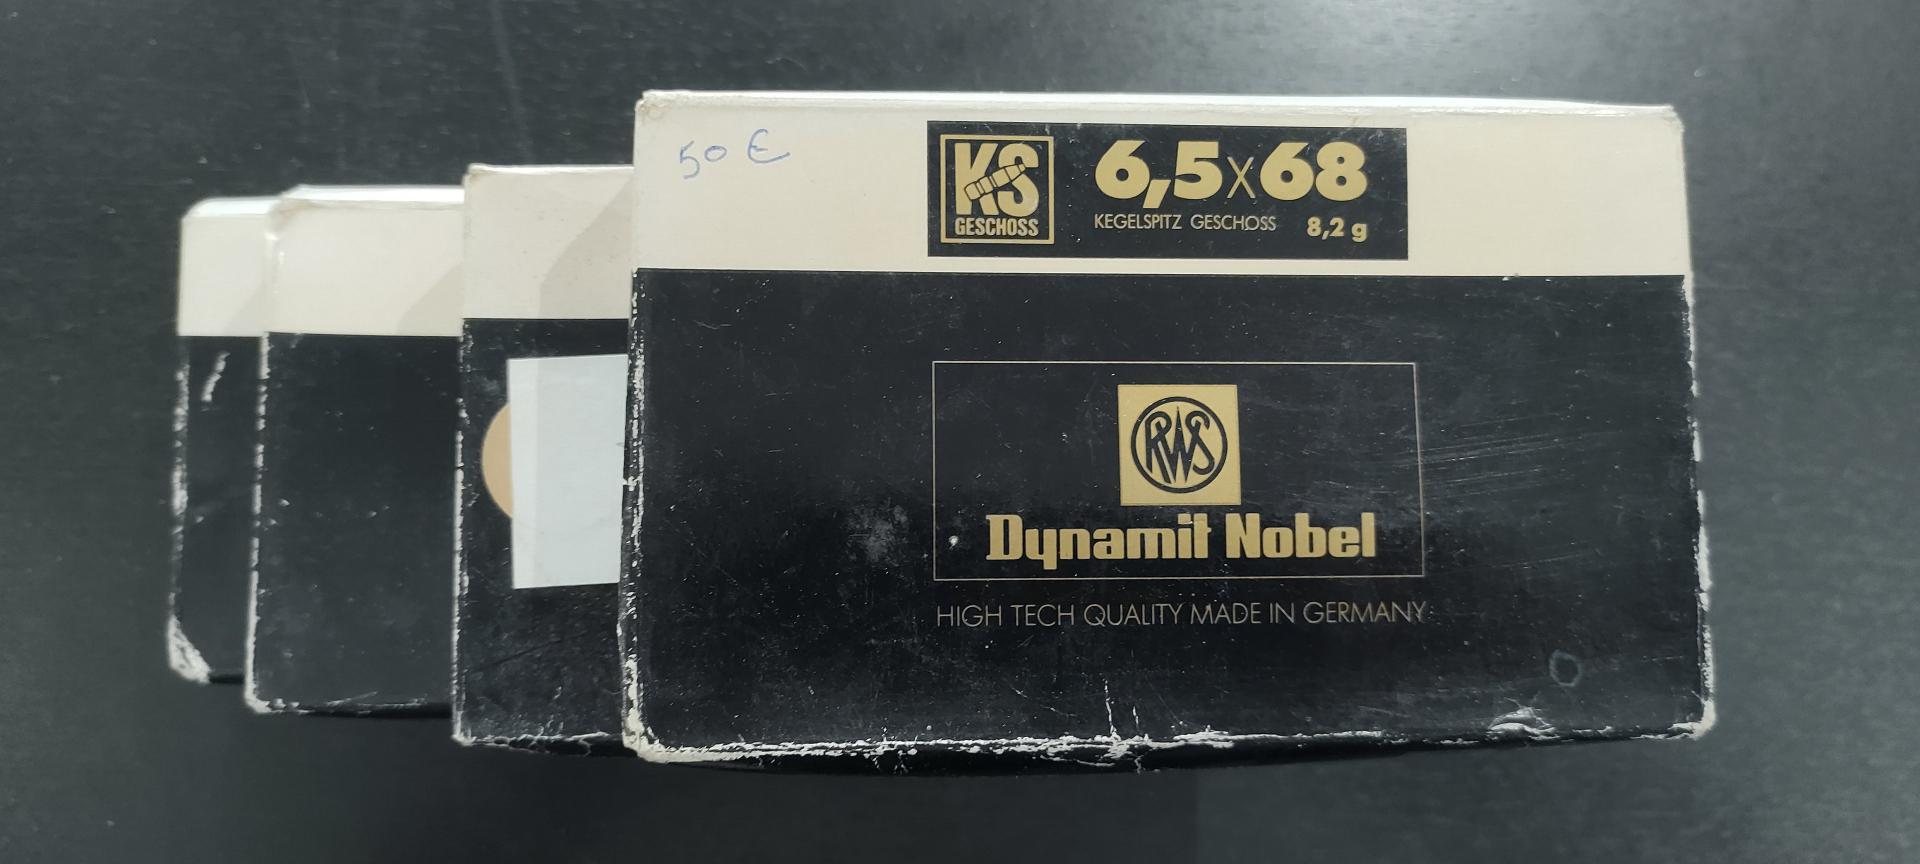 50 €
KS
GESCHOSS
6,5x68
KEGELSPITZ GESCHOSS 8,2 g
RWS
Dynamit Nobel
HIGH TECH QUALITY MADE IN GERMANY